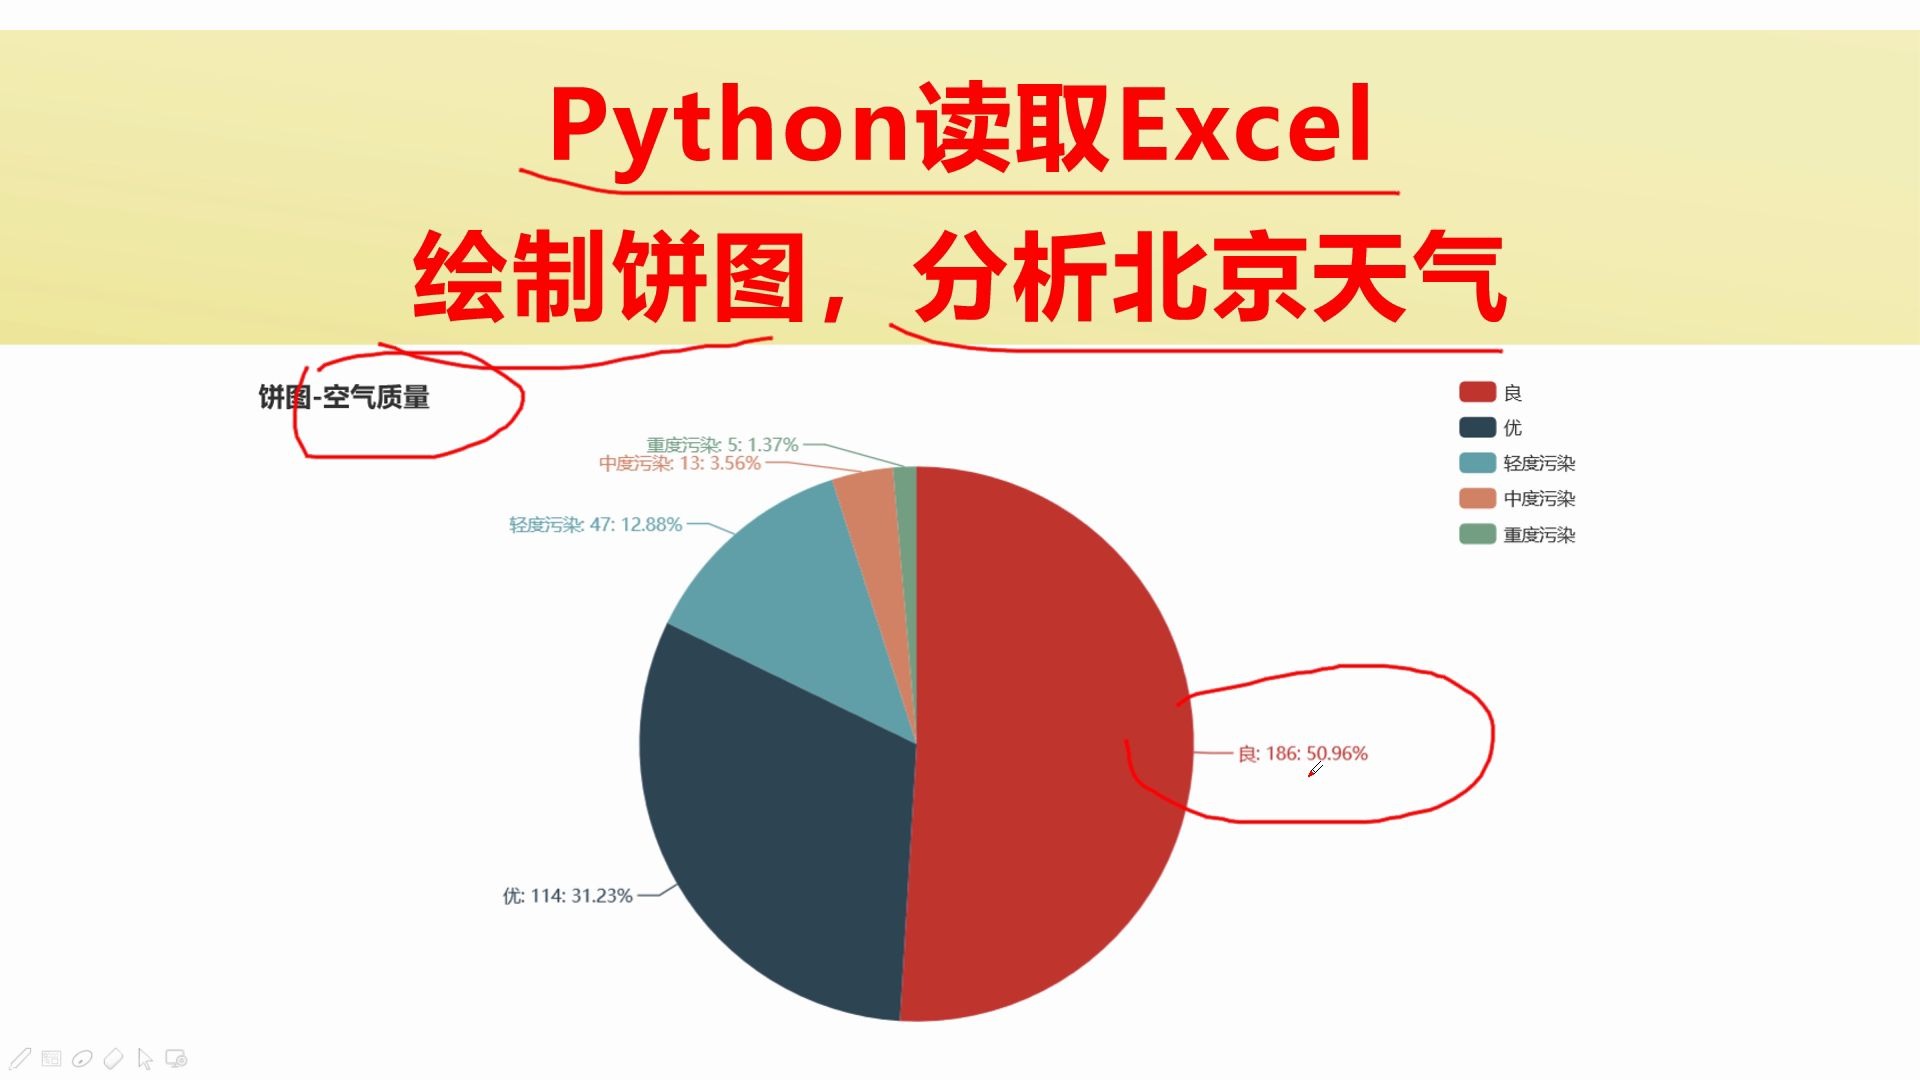 Python读取Excel
绘制饼图，分析北京天气
饼图-空气质量
良
优
轻度污染
中度污染
重度污染
重度污染: 5: 1.37%
中度污染: 13: 3.56%
轻度污染: 47: 12.88%
良: 186: 50.96%
优: 114: 31.23%